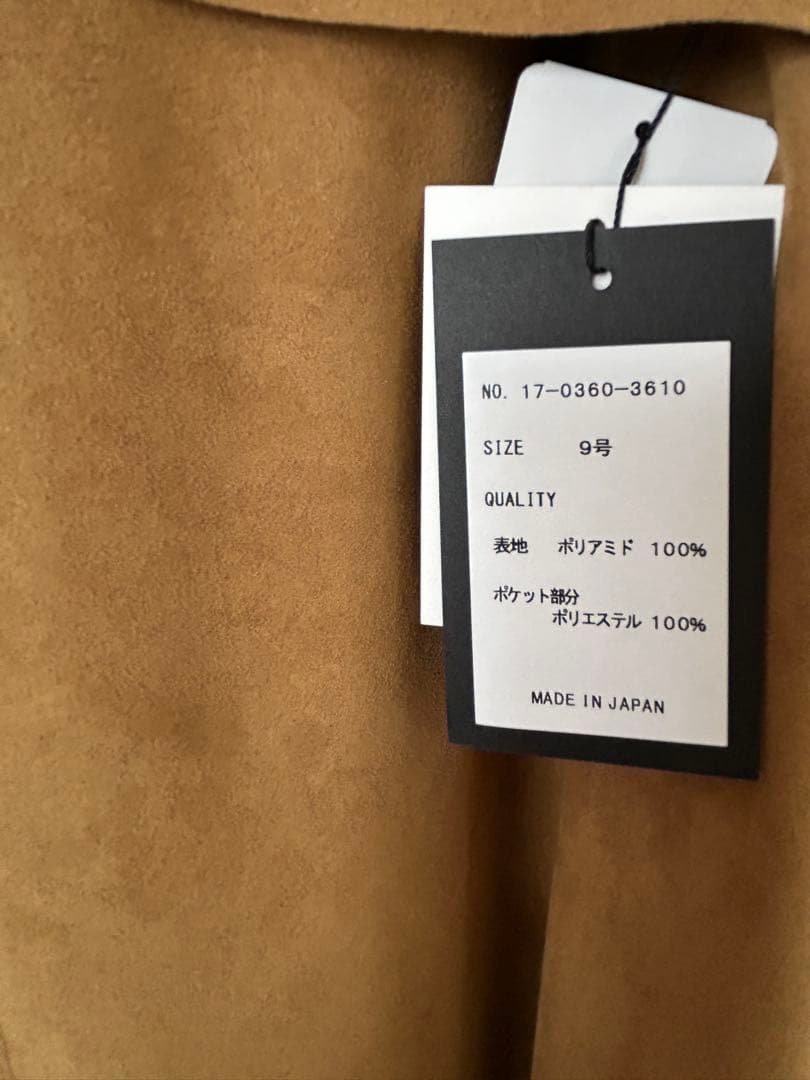 NO. 17-0360-3610
SIZE 9号
QUALITY
表地 ポリアミド 100%
ポケット部分
ポリエステル 100%
MADE IN JAPAN